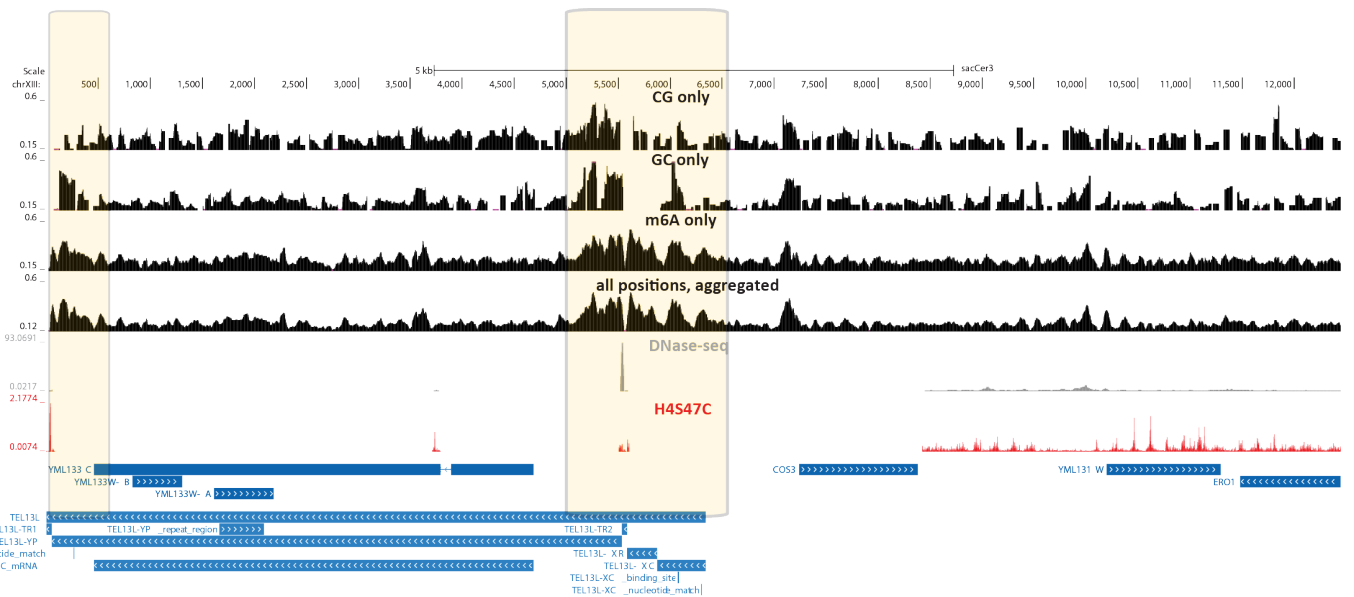 5 kb sacCer3
Scale
chrXIII: 500 1,000 1,500 2,000 2,500 3,000 3,500 4,000 4,500 5,000 5,500 6,000 6,500 7,000 7,500 8,000 8,500 9,000 9,500 10,000 10,500 11,000 11,500 12,000
0.6 _
CG only
0.15 _
0.6 _
GC only
0.15 _
0.6 _
m6A only
0.15 _
0.6 _
all positions, aggregated
0.12 _
93.0691 _
DNase-seq
0.0217 _
2.1774 _
H4S47C
0.0074 _
YML133 C COS3 YML131 W
YML133W- B ERO1
YML133W- A
TEL13L
L13L-TR1 TEL13L-YP _repeat_region TEL13L-TR2
TEL13L-YP
tide_match TEL13L- X R
C_mRNA TEL13L- X C
TEL13L-XC _binding_site
TEL13L-XC _nucleotide_match